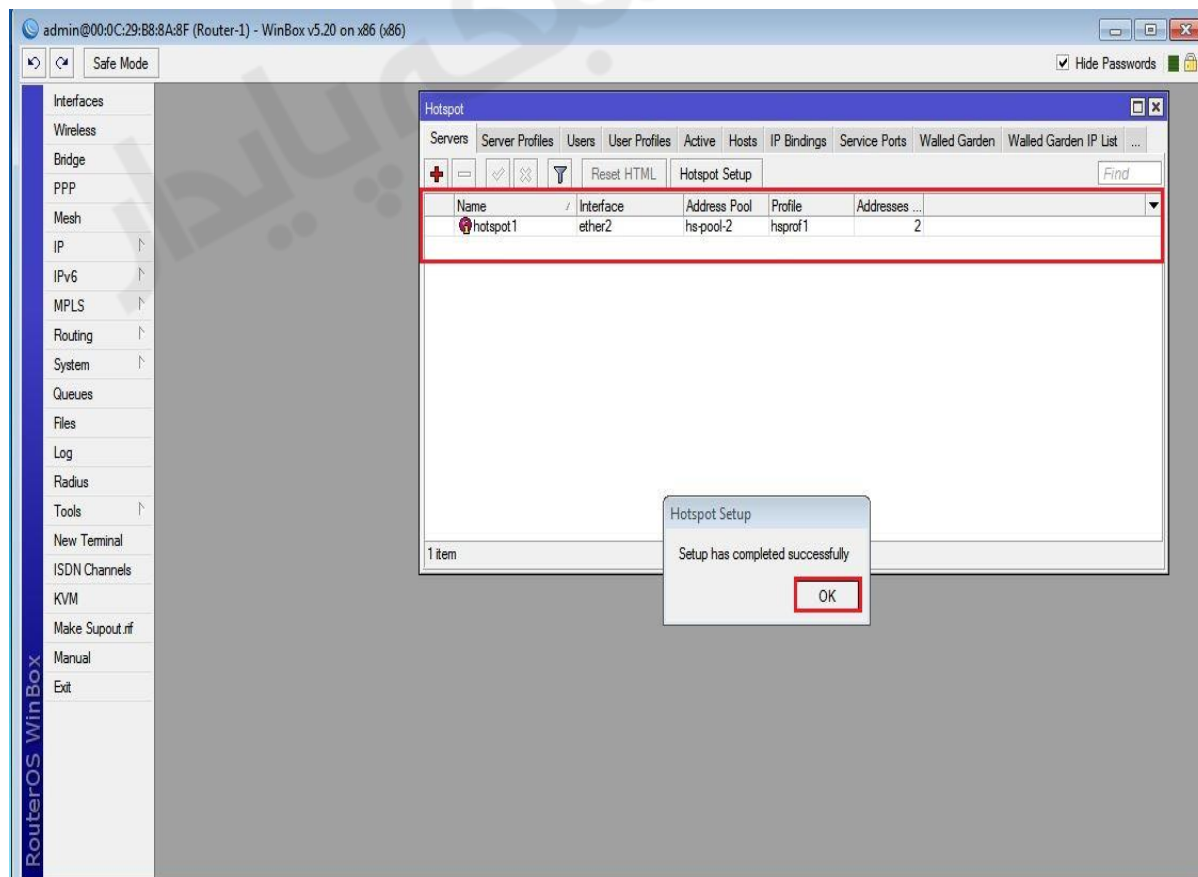 admin@00:0C:29:B8:8A:8F (Router-1) - WinBox v5.20 on x86 (x86)
Safe Mode
Hide Passwords
Interfaces
Wireless
Bridge
PPP
Mesh
IP
IPv6
MPLS
Routing
System
Queues
Files
Log
Radius
Tools
New Terminal
ISDN Channels
KVM
Make Supout.rif
Manual
Exit
RouterOS WinBox
Hotspot
Servers Server Profiles Users User Profiles Active Hosts IP Bindings Service Ports Walled Garden Walled Garden IP List ...
Reset HTML Hotspot Setup Find
Name / Interface Address Pool Profile Addresses ...
hotspot1 ether2 hs-pool-2 hsprof1 2
1 item
Hotspot Setup
Setup has completed successfully
OK
پایدار